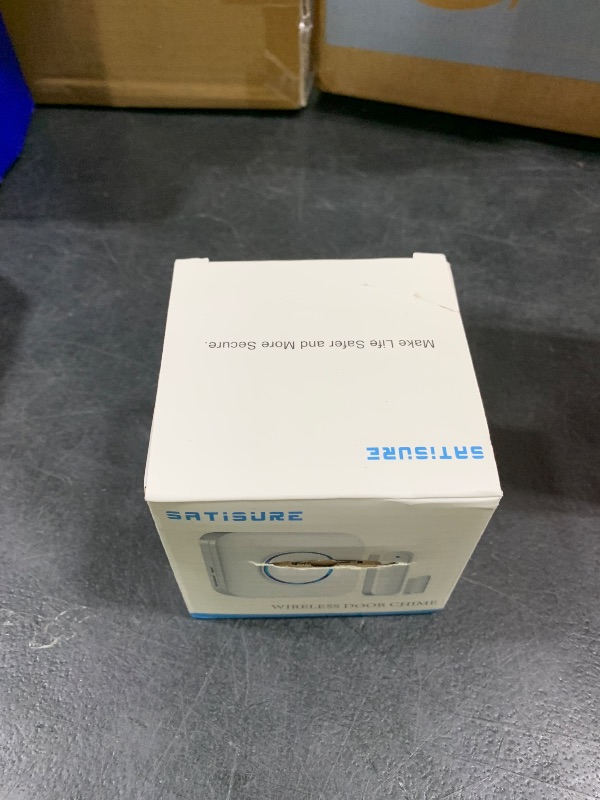 Make Life Safer and More Secure.
SATiSURE
SATiSURE
WIRELESS DOOR CHIME